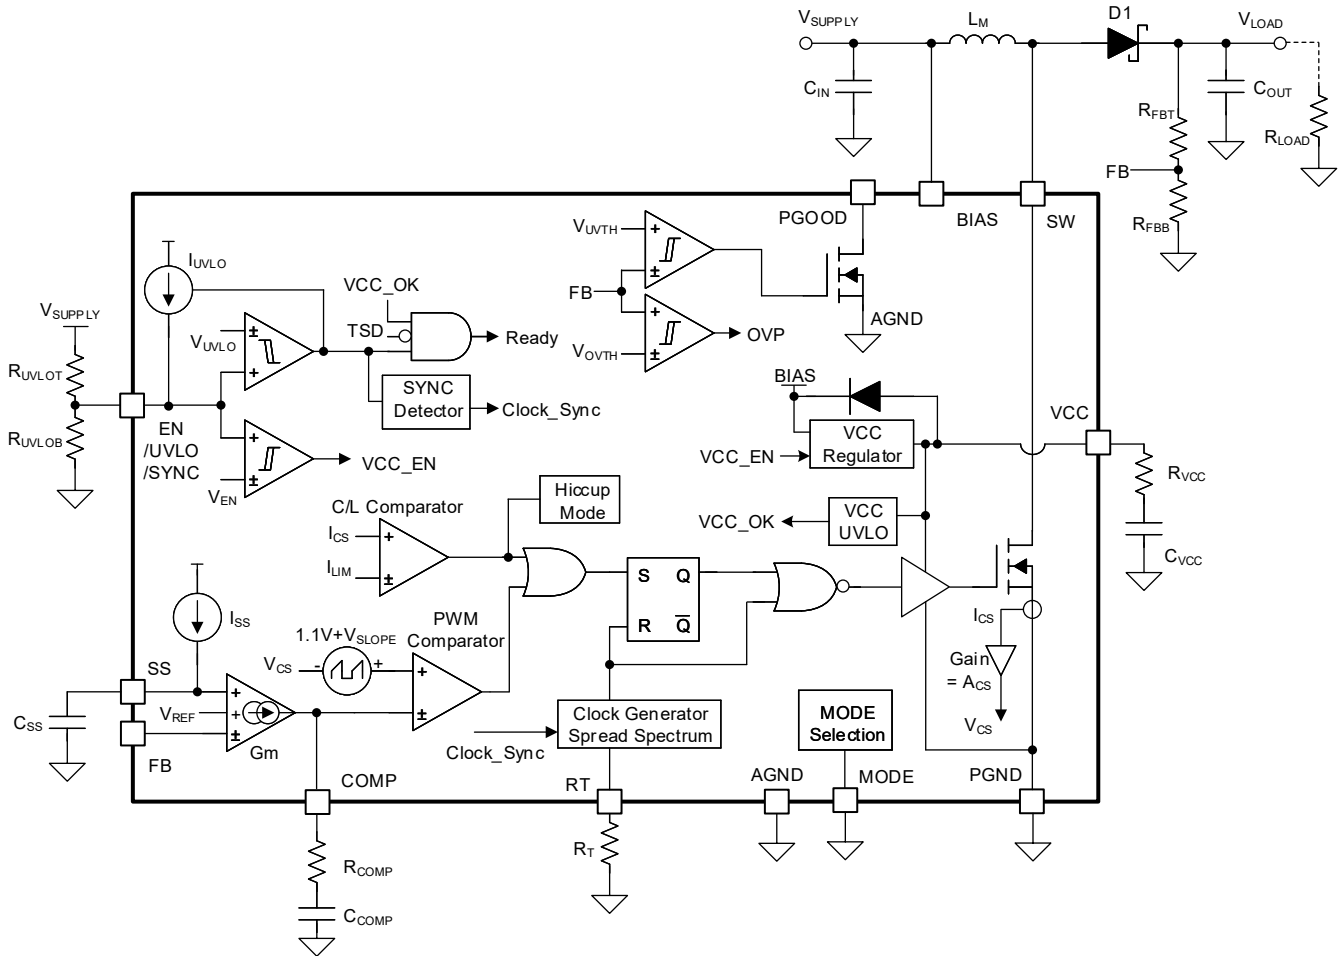 VSUPPLY
LM
D1
VLOAD
CIN
COUT
RFBT
RLOAD
FB
RFBB
PGOOD
BIAS
SW
IUVLO
VCC_OK
VUVTH
+
±
FB
+
±
VOVTH
OVP
AGND
VSUPPLY
VUVLO
±
+
TSD
Ready
RUVLOT
SYNC
Detector
Clock_Sync
RUVLOB
EN
/UVLO
/SYNC
+
±
VEN
VCC_EN
BIAS
VCC
Regulator
VCC_EN
VCC
RVCC
CVCC
C/L Comparator
ICS
+
ILIM
±
Hiccup
Mode
VCC_OK
VCC
UVLO
S Q
R Q
ISS
PWM
Comparator
1.1V+VSLOPE
VCS
-
+
+
±
ICS
Gain
= ACS
VCS
SS
+
VREF
+
±
CSS
Gm
FB
Clock Generator
Spread Spectrum
Clock_Sync
MODE
Selection
COMP
RT
AGND
MODE
PGND
RCOMP
CCOMP
RT